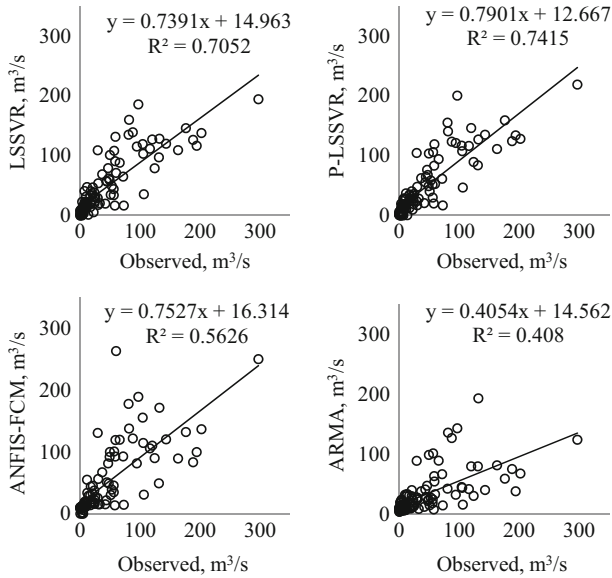 y = 0.7391x + 14.963
R² = 0.7052
300
200
100
0
LSSVR, m³/s
0 100 200 300
Observed, m³/s
y = 0.7901x + 12.667
R² = 0.7415
300
200
100
0
P-LSSVR, m³/s
0 100 200 300
Observed, m³/s
y = 0.7527x + 16.314
R² = 0.5626
300
200
100
0
ANFIS-FCM, m³/s
0 100 200 300
Observed, m³/s
y = 0.4054x + 14.562
R² = 0.408
300
200
100
0
ARMA, m³/s
0 100 200 300
Observed, m³/s